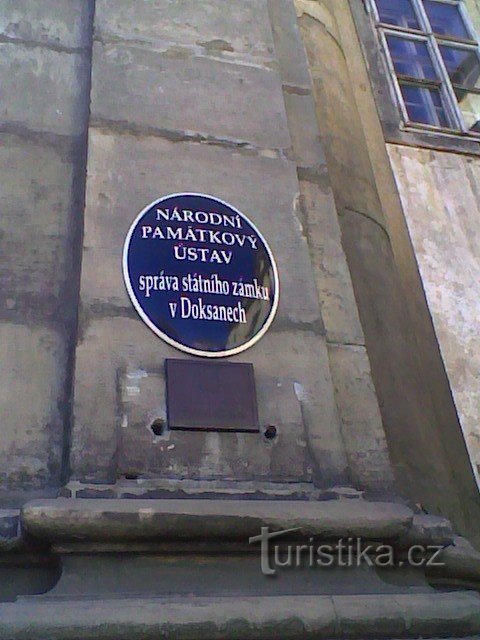 NÁRODNÍ
PAMÁTKOVÝ
ÚSTAV
správa státního zámku
v Doksanech
Turistika.cz